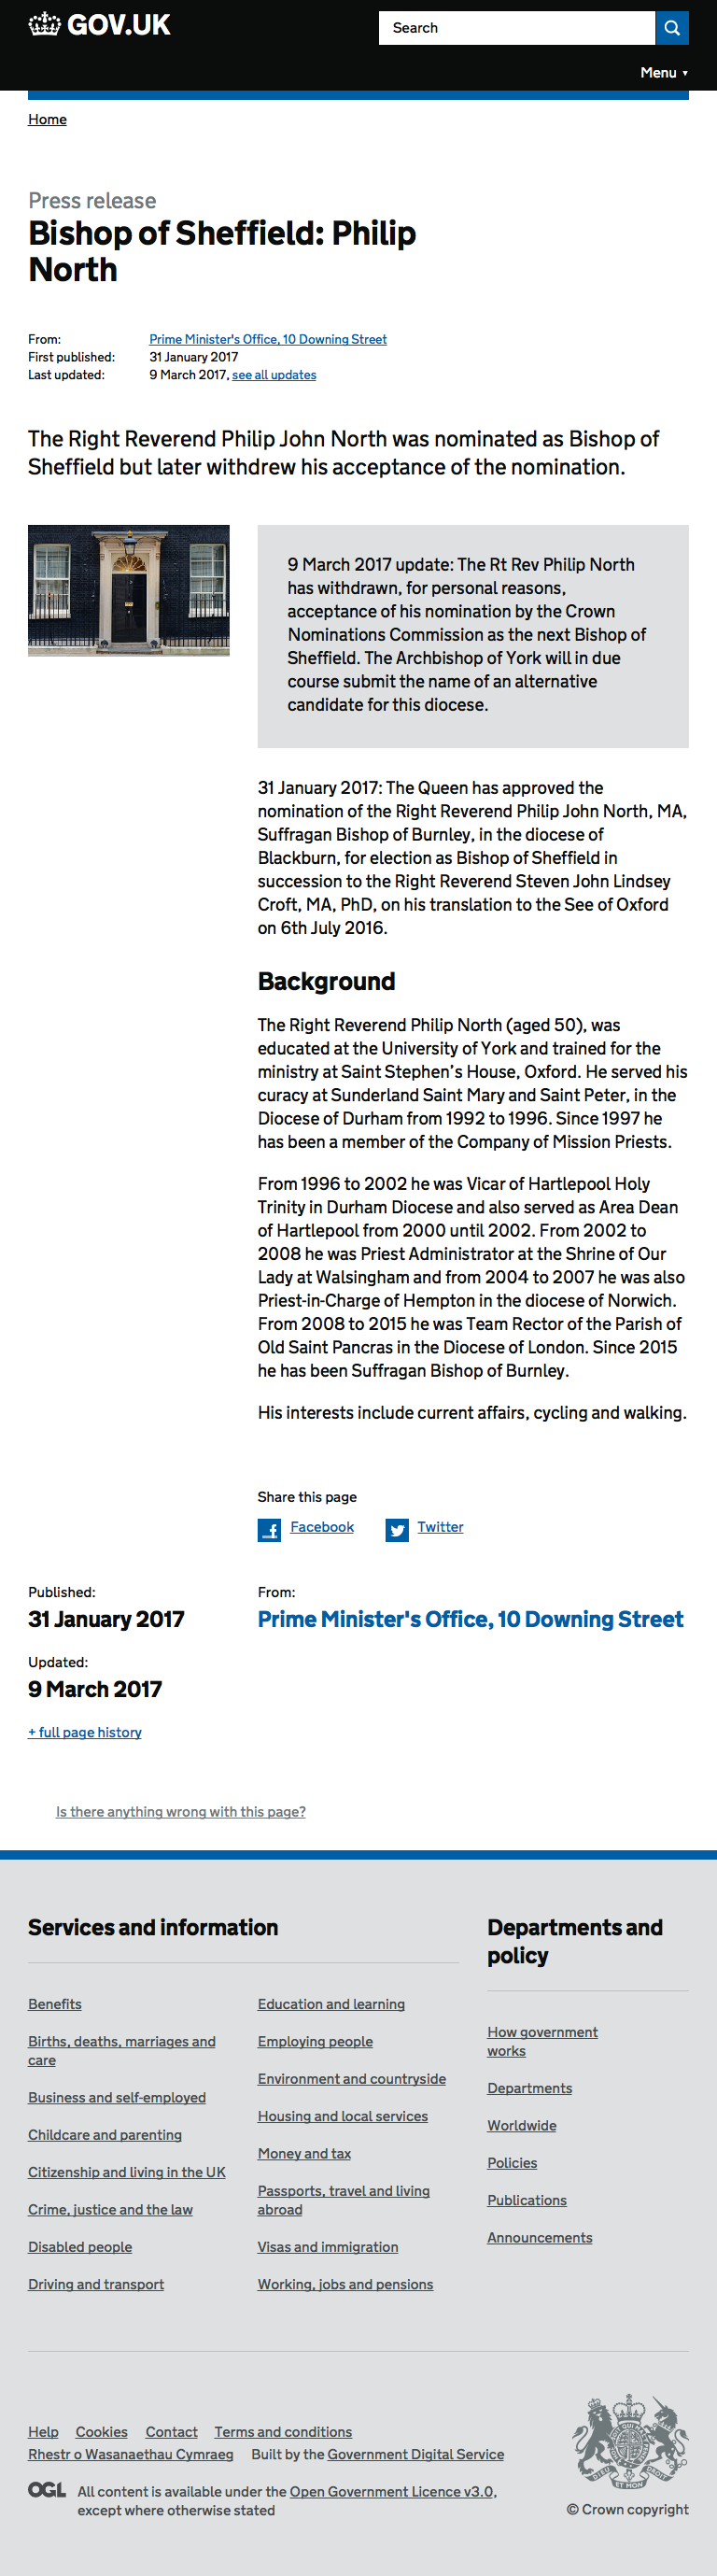 GOV.UK
Search
Menu ▼
Home
Press release
Bishop of Sheffield: Philip
North
From: Prime Minister's Office, 10 Downing Street
First published: 31 January 2017
Last updated: 9 March 2017, see all updates
The Right Reverend Philip John North was nominated as Bishop of
Sheffield but later withdrew his acceptance of the nomination.
9 March 2017 update: The Rt Rev Philip North
has withdrawn, for personal reasons,
acceptance of his nomination by the Crown
Nominations Commission as the next Bishop of
Sheffield. The Archbishop of York will in due
course submit the name of an alternative
candidate for this diocese.
31 January 2017: The Queen has approved the
nomination of the Right Reverend Philip John North, MA,
Suffragan Bishop of Burnley, in the diocese of
Blackburn, for election as Bishop of Sheffield in
succession to the Right Reverend Steven John Lindsey
Croft, MA, PhD, on his translation to the See of Oxford
on 6th July 2016.
Background
The Right Reverend Philip North (aged 50), was
educated at the University of York and trained for the
ministry at Saint Stephen’s House, Oxford. He served his
curacy at Sunderland Saint Mary and Saint Peter, in the
Diocese of Durham from 1992 to 1996. Since 1997 he
has been a member of the Company of Mission Priests.
From 1996 to 2002 he was Vicar of Hartlepool Holy
Trinity in Durham Diocese and also served as Area Dean
of Hartlepool from 2000 until 2002. From 2002 to
2008 he was Priest Administrator at the Shrine of Our
Lady at Walsingham and from 2004 to 2007 he was also
Priest-in-Charge of Hempton in the diocese of Norwich.
From 2008 to 2015 he was Team Rector of the Parish of
Old Saint Pancras in the Diocese of London. Since 2015
he has been Suffragan Bishop of Burnley.
His interests include current affairs, cycling and walking.
Share this page
Facebook Twitter
Published:
31 January 2017
Updated:
9 March 2017
+ full page history
From:
Prime Minister's Office, 10 Downing Street
Is there anything wrong with this page?
Services and information
Benefits
Births, deaths, marriages and
care
Business and self-employed
Childcare and parenting
Citizenship and living in the UK
Crime, justice and the law
Disabled people
Driving and transport
Education and learning
Employing people
Environment and countryside
Housing and local services
Money and tax
Passports, travel and living
abroad
Visas and immigration
Working, jobs and pensions
Departments and
policy
How government
works
Departments
Worldwide
Policies
Publications
Announcements
Help Cookies Contact Terms and conditions
Rhestr o Wasanaethau Cymraeg Built by the Government Digital Service
OGL All content is available under the Open Government Licence v3.0,
except where otherwise stated
DIEU ET MON DROIT
© Crown copyright